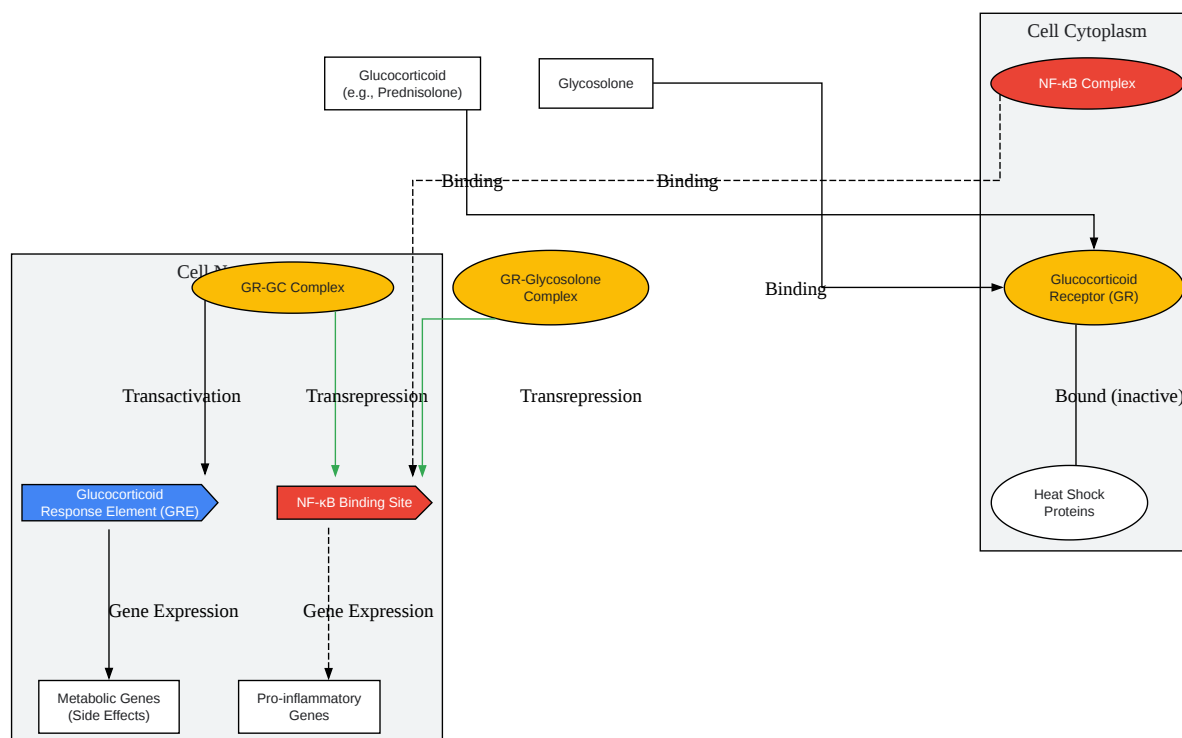 Cell Cytoplasm
Glucocorticoid
(e.g., Prednisolone)
Glycosolone
NF-κB Complex
Binding
Binding
Cell N
GR-GC Complex
GR-Glycosolone
Complex
Binding
Glucocorticoid
Receptor (GR)
Transactivation
Transrepression
Transrepression
Bound (inactive)
Glucocorticoid
Response Element (GRE)
NF-κB Binding Site
Heat Shock
Proteins
Gene Expression
Gene Expression
Metabolic Genes
(Side Effects)
Pro-inflammatory
Genes